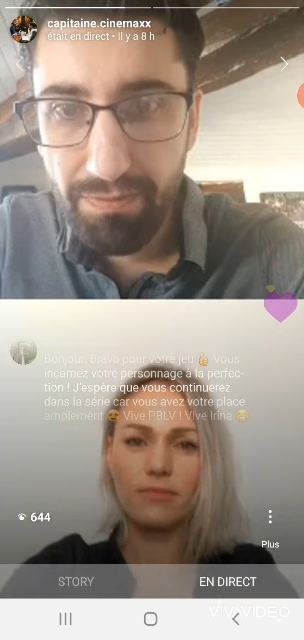 capitaine.cinemaxx
était en direct • Il y a 8 h
Bonjour. Bravo pour votre jeu 👌 Vous
incarnez votre personnage à la perfec-
tion ! J'espère que vous continuerez
dans la série car vous avez votre place
amplement 😍 Vive PBLV ! Vive Irina 😊
644
Plus
STORY
EN DIRECT
VIVAVIDEO